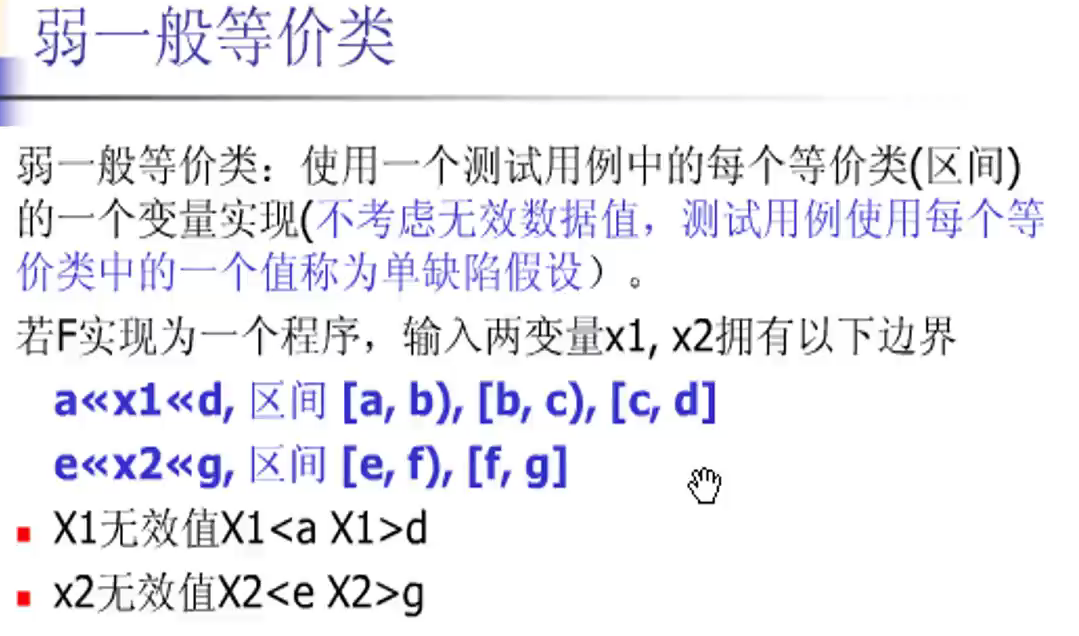 弱一般等价类
弱一般等价类：使用一个测试用例中的每个等价类(区间)
的一个变量实现(不考虑无效数据值，测试用例使用每个等
价类中的一个值称为单缺陷假设）。
若F实现为一个程序，输入两变量x1, x2拥有以下边界
a«x1«d, 区间 [a, b), [b, c), [c, d]
e«x2«g, 区间 [e, f), [f, g]
X1无效值X1<a X1>d
x2无效值X2<e X2>g